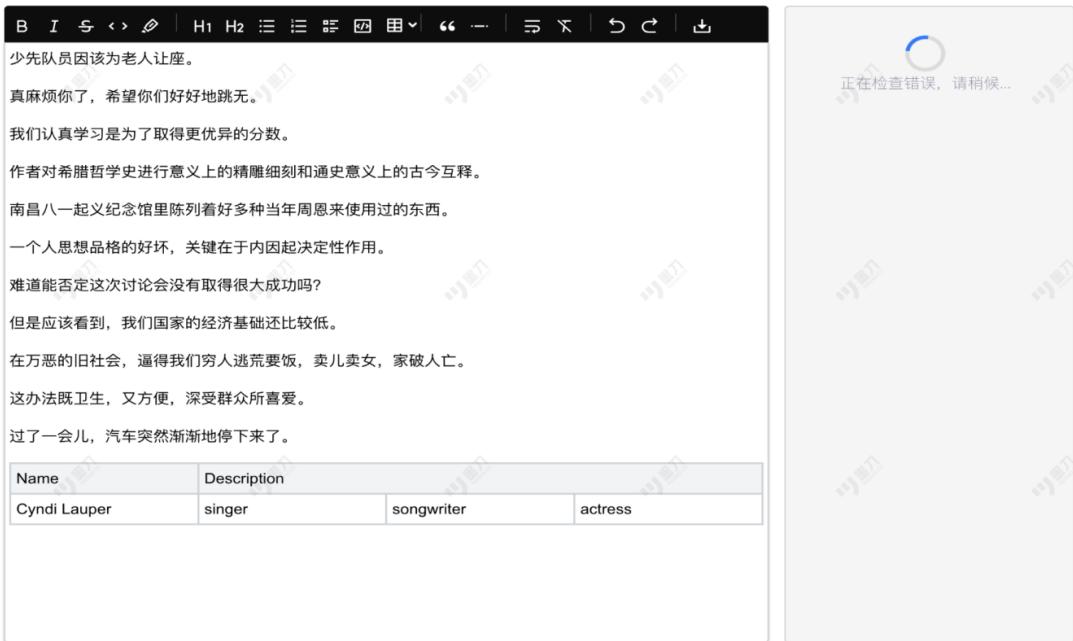 B I S <> H1 H2
少先队员因该为老人让座。
真麻烦你了，希望你们好好地跳无。
我们认真学习是为了取得更优异的分数。
作者对希腊哲学史进行意义上的精雕细刻和通史意义上的古今互释。
南昌八一起义纪念馆里陈列着好多种当年周恩来使用过的东西。
一个人思想品格的好坏，关键在于内因起决定性作用。
难道能否定这次讨论会没有取得很大成功吗?
但是应该看到，我们国家的经济基础还比较低。
在万恶的旧社会，逼得我们穷人逃荒要饭，卖儿卖女，家破人亡。
这办法既卫生，又方便，深受群众所喜爱。
过了一会儿，汽车突然渐渐地停下来了。
Name Description
Cyndi Lauper singer songwriter actress
正在检查错误，请稍候...